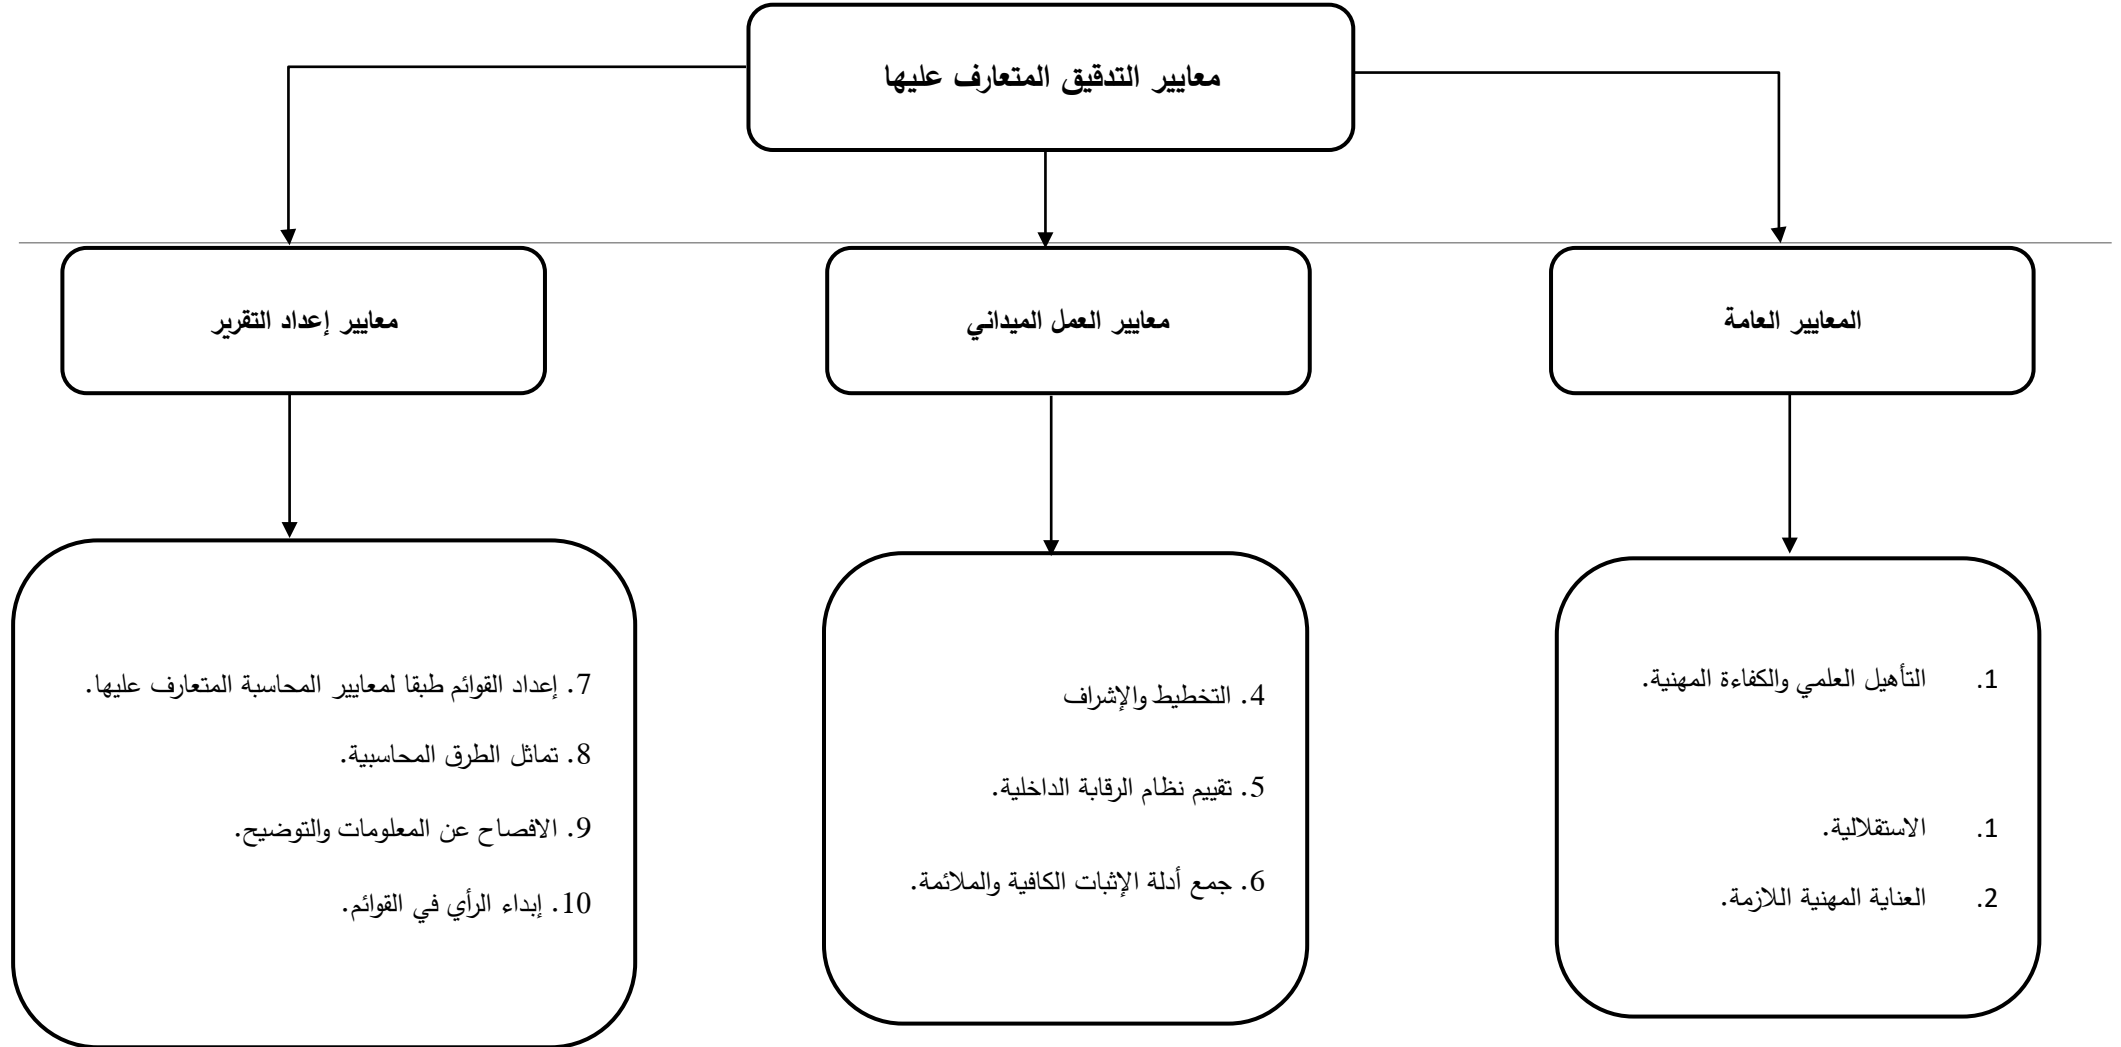 معايير التدقيق المتعارف عليها
المعايير العامة
معايير العمل الميداني
معايير إعداد التقرير
1. التأهيل العلمي والكفاءة المهنية.
1. الاستقلالية.
2. العناية المهنية اللازمة.
4. التخطيط والإشراف
5. تقييم نظام الرقابة الداخلية.
6. جمع أدلة الإثبات الكافية والملائمة.
7. إعداد القوائم طبقا لمعايير المحاسبة المتعارف عليها.
8. تماثل الطرق المحاسبية.
9. الافصاح عن المعلومات والتوضيح.
10. إبداء الرأي في القوائم.